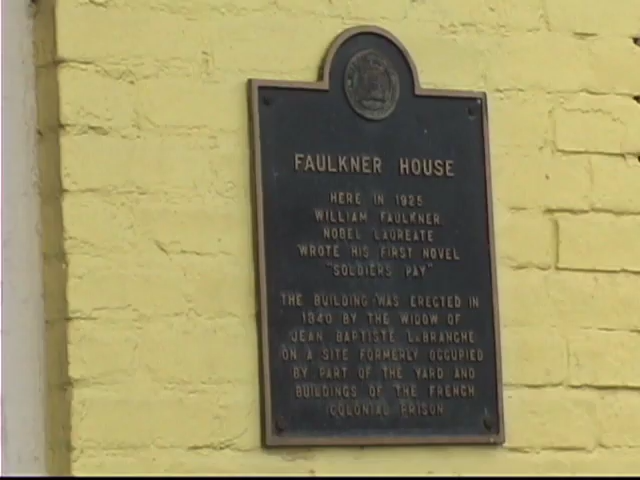 FAULKNER HOUSE
HERE IN 1925
WILLIAM FAULKNER
NOBEL LAUREATE
WROTE HIS FIRST NOVEL
"SOLDIERS PAY"
THE BUILDING WAS ERECTED IN
1840 BY THE WIDOW OF
JEAN BAPTISTE LABRANCHE
ON A SITE FORMERLY OCCUPIED
BY PART OF THE YARD AND
BUILDINGS OF THE FRENCH
COLONIAL PRISON